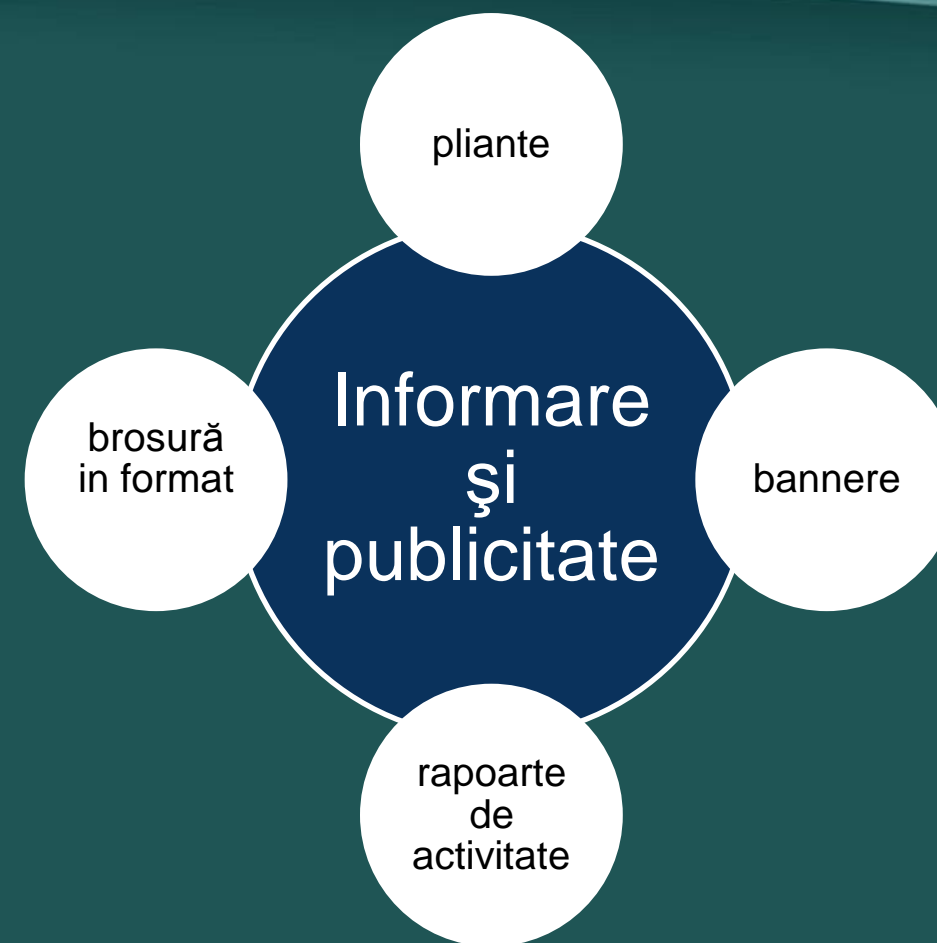 pliante
brosură
in format
Informare
şi
publicitate
bannere
rapoarte
de
activitate